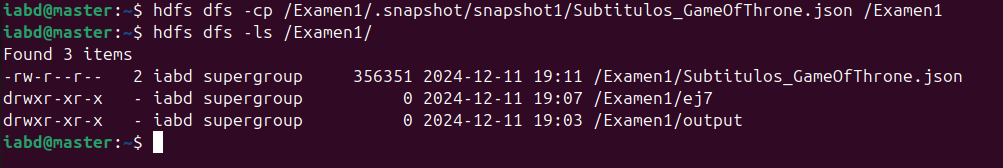 iabd@master:~$ hdfs dfs -cp /Examen1/.snapshot/snapshot1/Subtitulos_GameOfThrone.json /Examen1
iabd@master:~$ hdfs dfs -ls /Examen1/
Found 3 items
-rw-r--r--   2 iabd supergroup     356351 2024-12-11 19:11 /Examen1/Subtitulos_GameOfThrone.json
drwxr-xr-x   - iabd supergroup          0 2024-12-11 19:07 /Examen1/ej7
drwxr-xr-x   - iabd supergroup          0 2024-12-11 19:03 /Examen1/output
iabd@master:~$